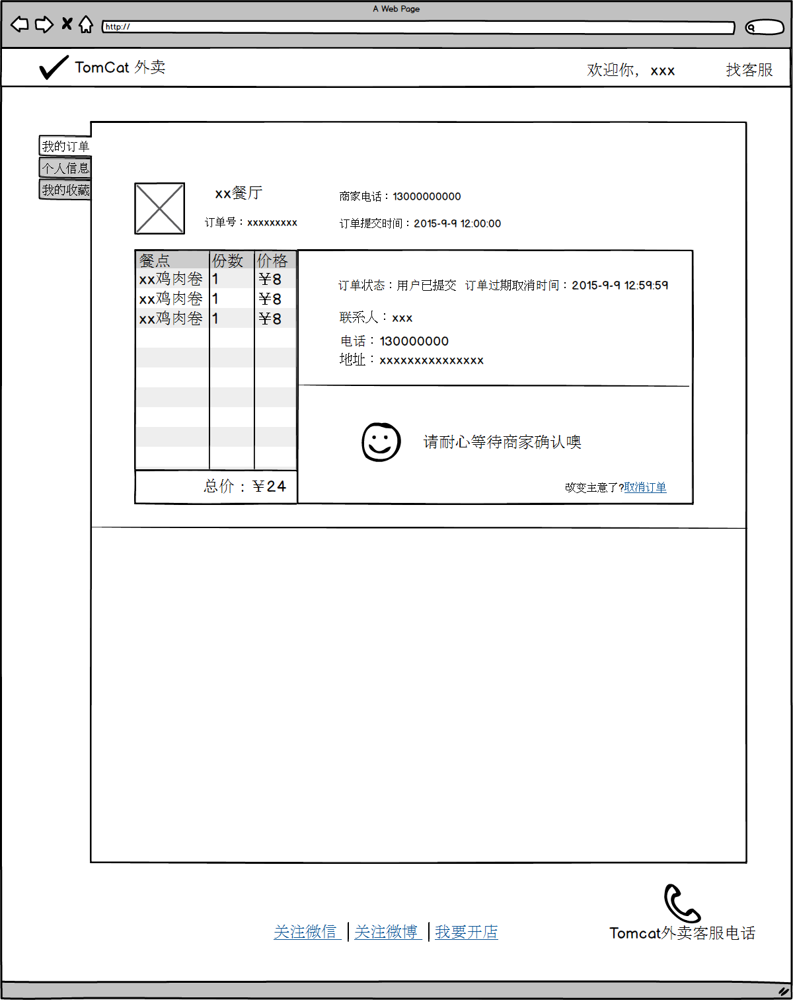 A Web Page
http://
TomCat 外卖
欢迎你，xxx
找客服
我的订单
个人信息
我的收藏
xx餐厅
商家电话：13000000000
订单号：xxxxxxxxx
订单提交时间：2015-9-9 12:00:00
餐点 份数 价格
xx鸡肉卷 1 ￥8
xx鸡肉卷 1 ￥8
xx鸡肉卷 1 ￥8
总价：￥24
订单状态：用户已提交 订单过期取消时间：2015-9-9 12:59:59
联系人：xxx
电话：130000000
地址：xxxxxxxxxxxxxxx
请耐心等待商家确认噢
改变主意了?取消订单
关注微信 | 关注微博 | 我要开店
Tomcat外卖客服电话